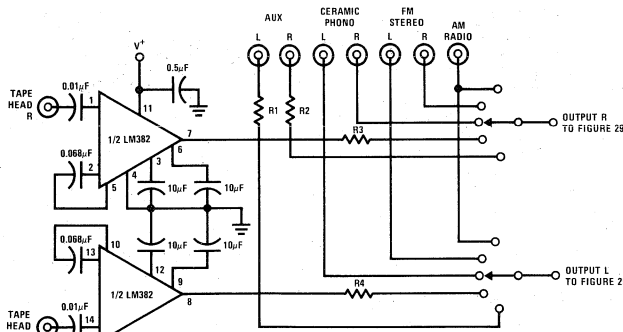 AUX
CERAMIC
PHONO
FM
STEREO
AM
RADIO
L
R
L
R
L
R
V+
0.5µF
TAPE
HEAD
R
0.01µF
1
11
R1
R2
OUTPUT R
TO FIGURE 29
1/2 LM382
7
6
R3
0.068µF
2
5
4
3
10µF
10µF
0.068µF
10
13
10µF
10µF
12
9
8
1/2 LM382
R4
OUTPUT L
TO FIGURE 2
TAPE
HEAD
0.01µF
14